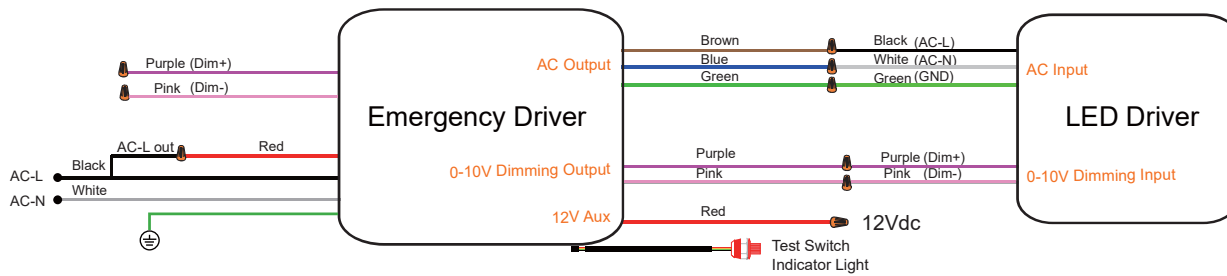 Purple (Dim+)
Pink (Dim-)
AC-L out
Red
Black
AC-L
White
AC-N
Emergency Driver
AC Output
0-10V Dimming Output
12V Aux
Brown
Black (AC-L)
Blue
White (AC-N)
Green
Green (GND)
Purple
Purple (Dim+)
Pink
Pink (Dim-)
Red
12Vdc
Test Switch
Indicator Light
AC Input
LED Driver
0-10V Dimming Input